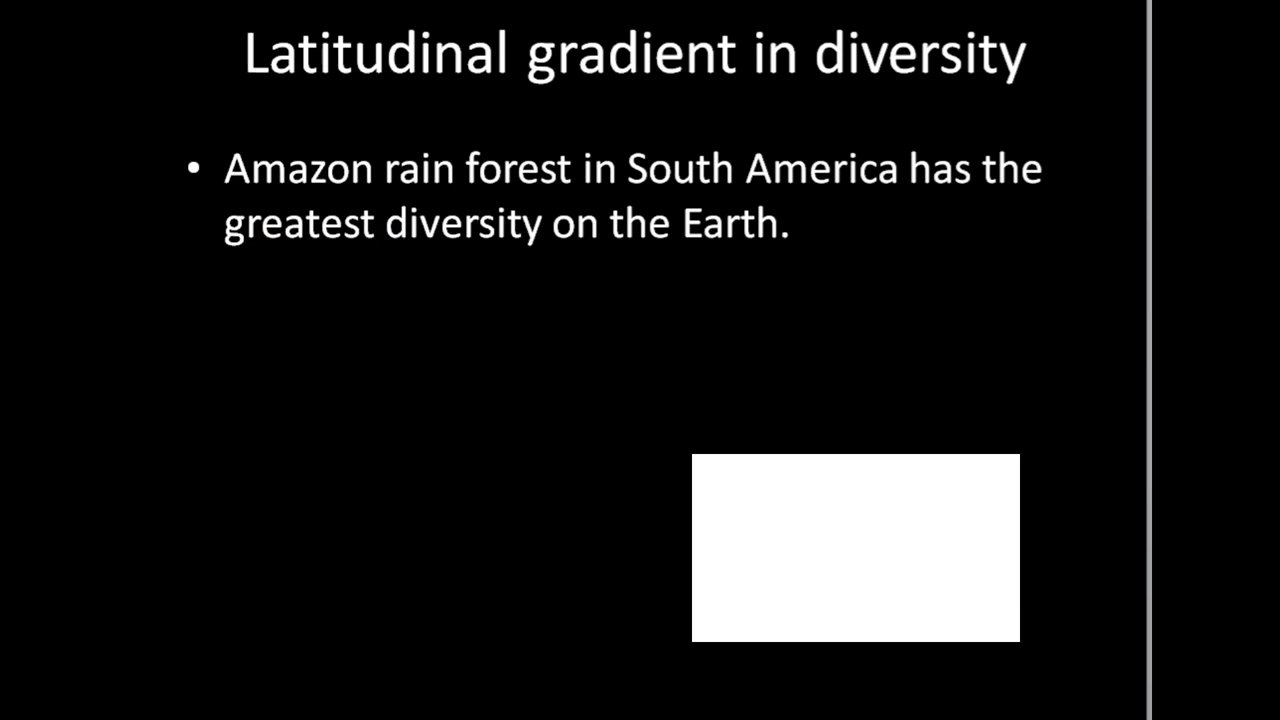 Latitudinal gradient in diversity
• Amazon rain forest in South America has the
greatest diversity on the Earth.